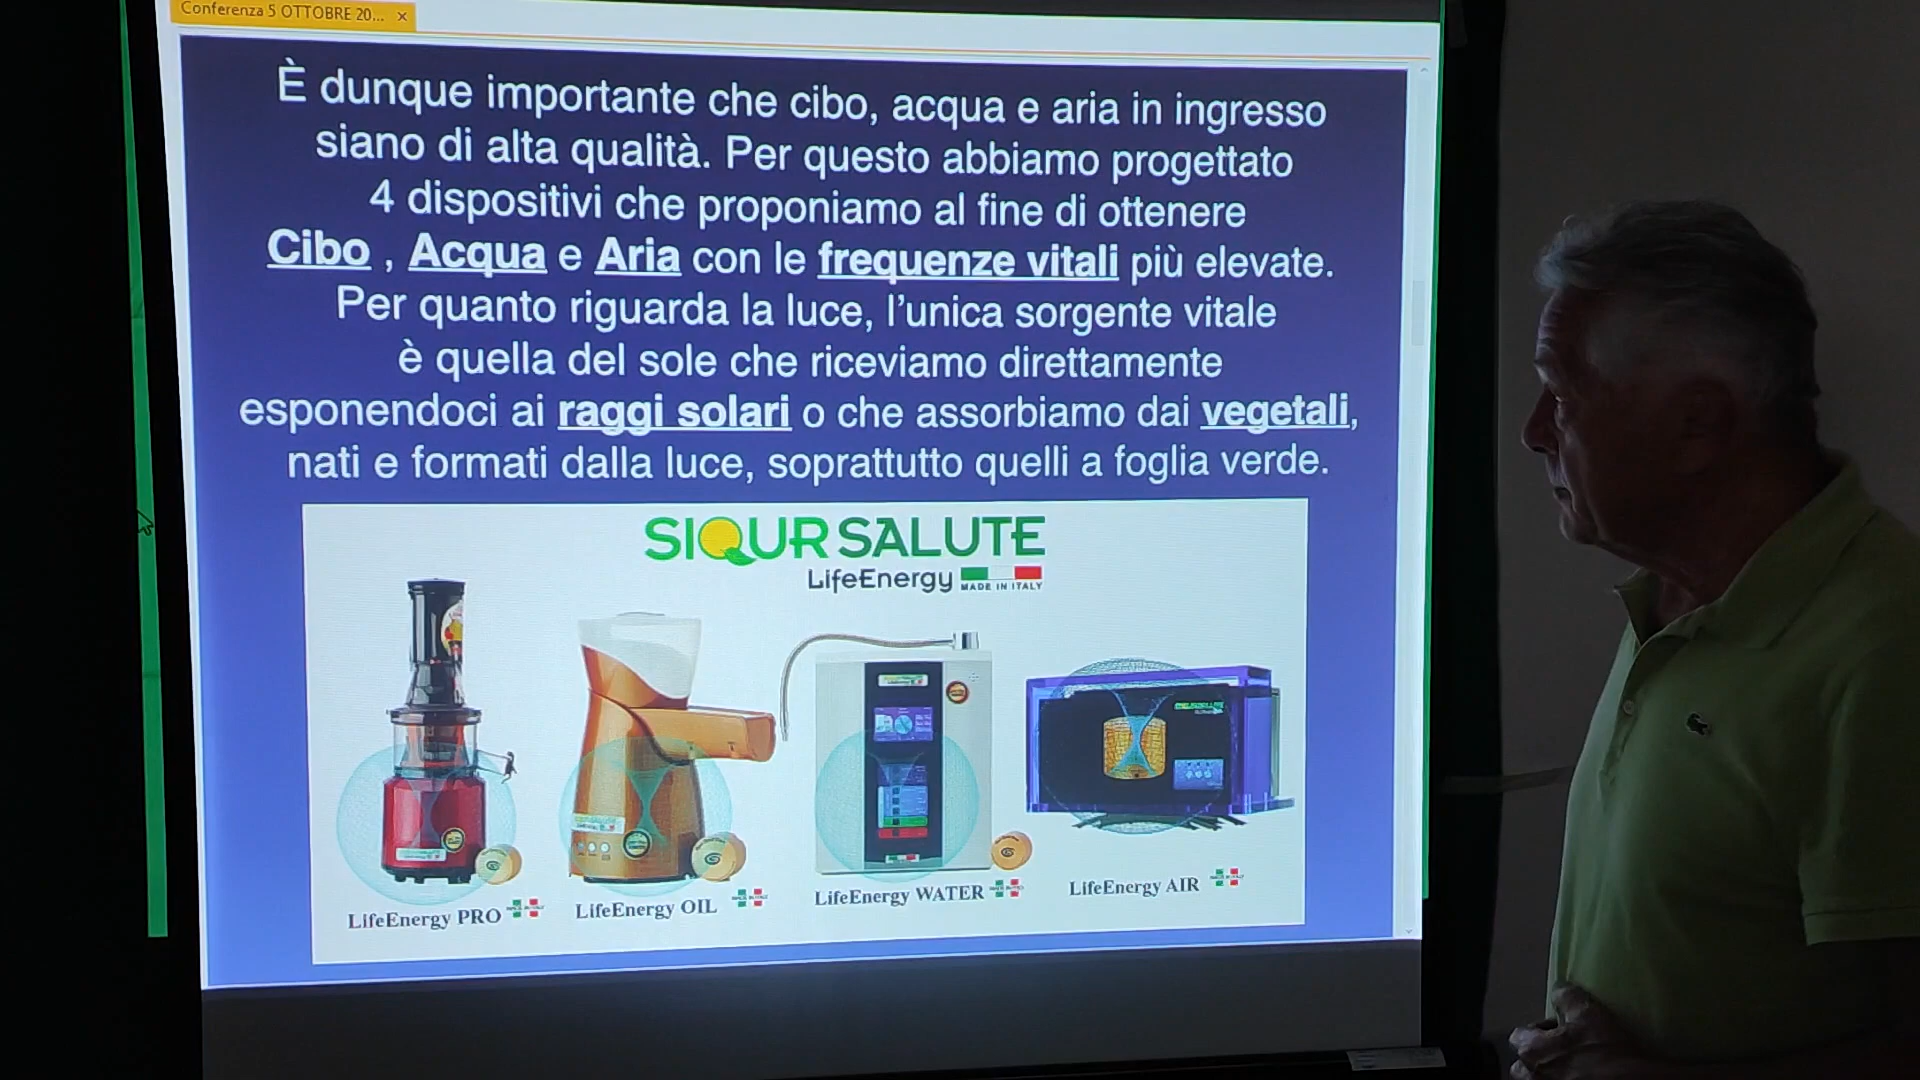 Conferenza 5 OTTOBRE 20...
È dunque importante che cibo, acqua e aria in ingresso
siano di alta qualità. Per questo abbiamo progettato
4 dispositivi che proponiamo al fine di ottenere
Cibo , Acqua e Aria con le frequenze vitali più elevate.
Per quanto riguarda la luce, l’unica sorgente vitale
è quella del sole che riceviamo direttamente
esponendoci ai raggi solari o che assorbiamo dai vegetali,
nati e formati dalla luce, soprattutto quelli a foglia verde.
SIQUR SALUTE
LifeEnergy MADE IN ITALY
LifeEnergy PRO
LifeEnergy OIL
LifeEnergy WATER
LifeEnergy AIR